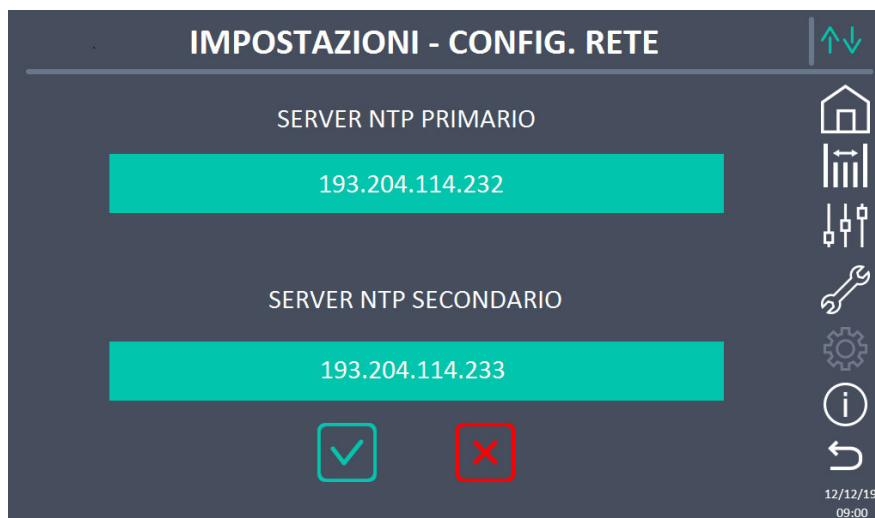 IMPOSTAZIONI - CONFIG. RETE
SERVER NTP PRIMARIO
193.204.114.232
SERVER NTP SECONDARIO
193.204.114.233
12/12/19
09:00